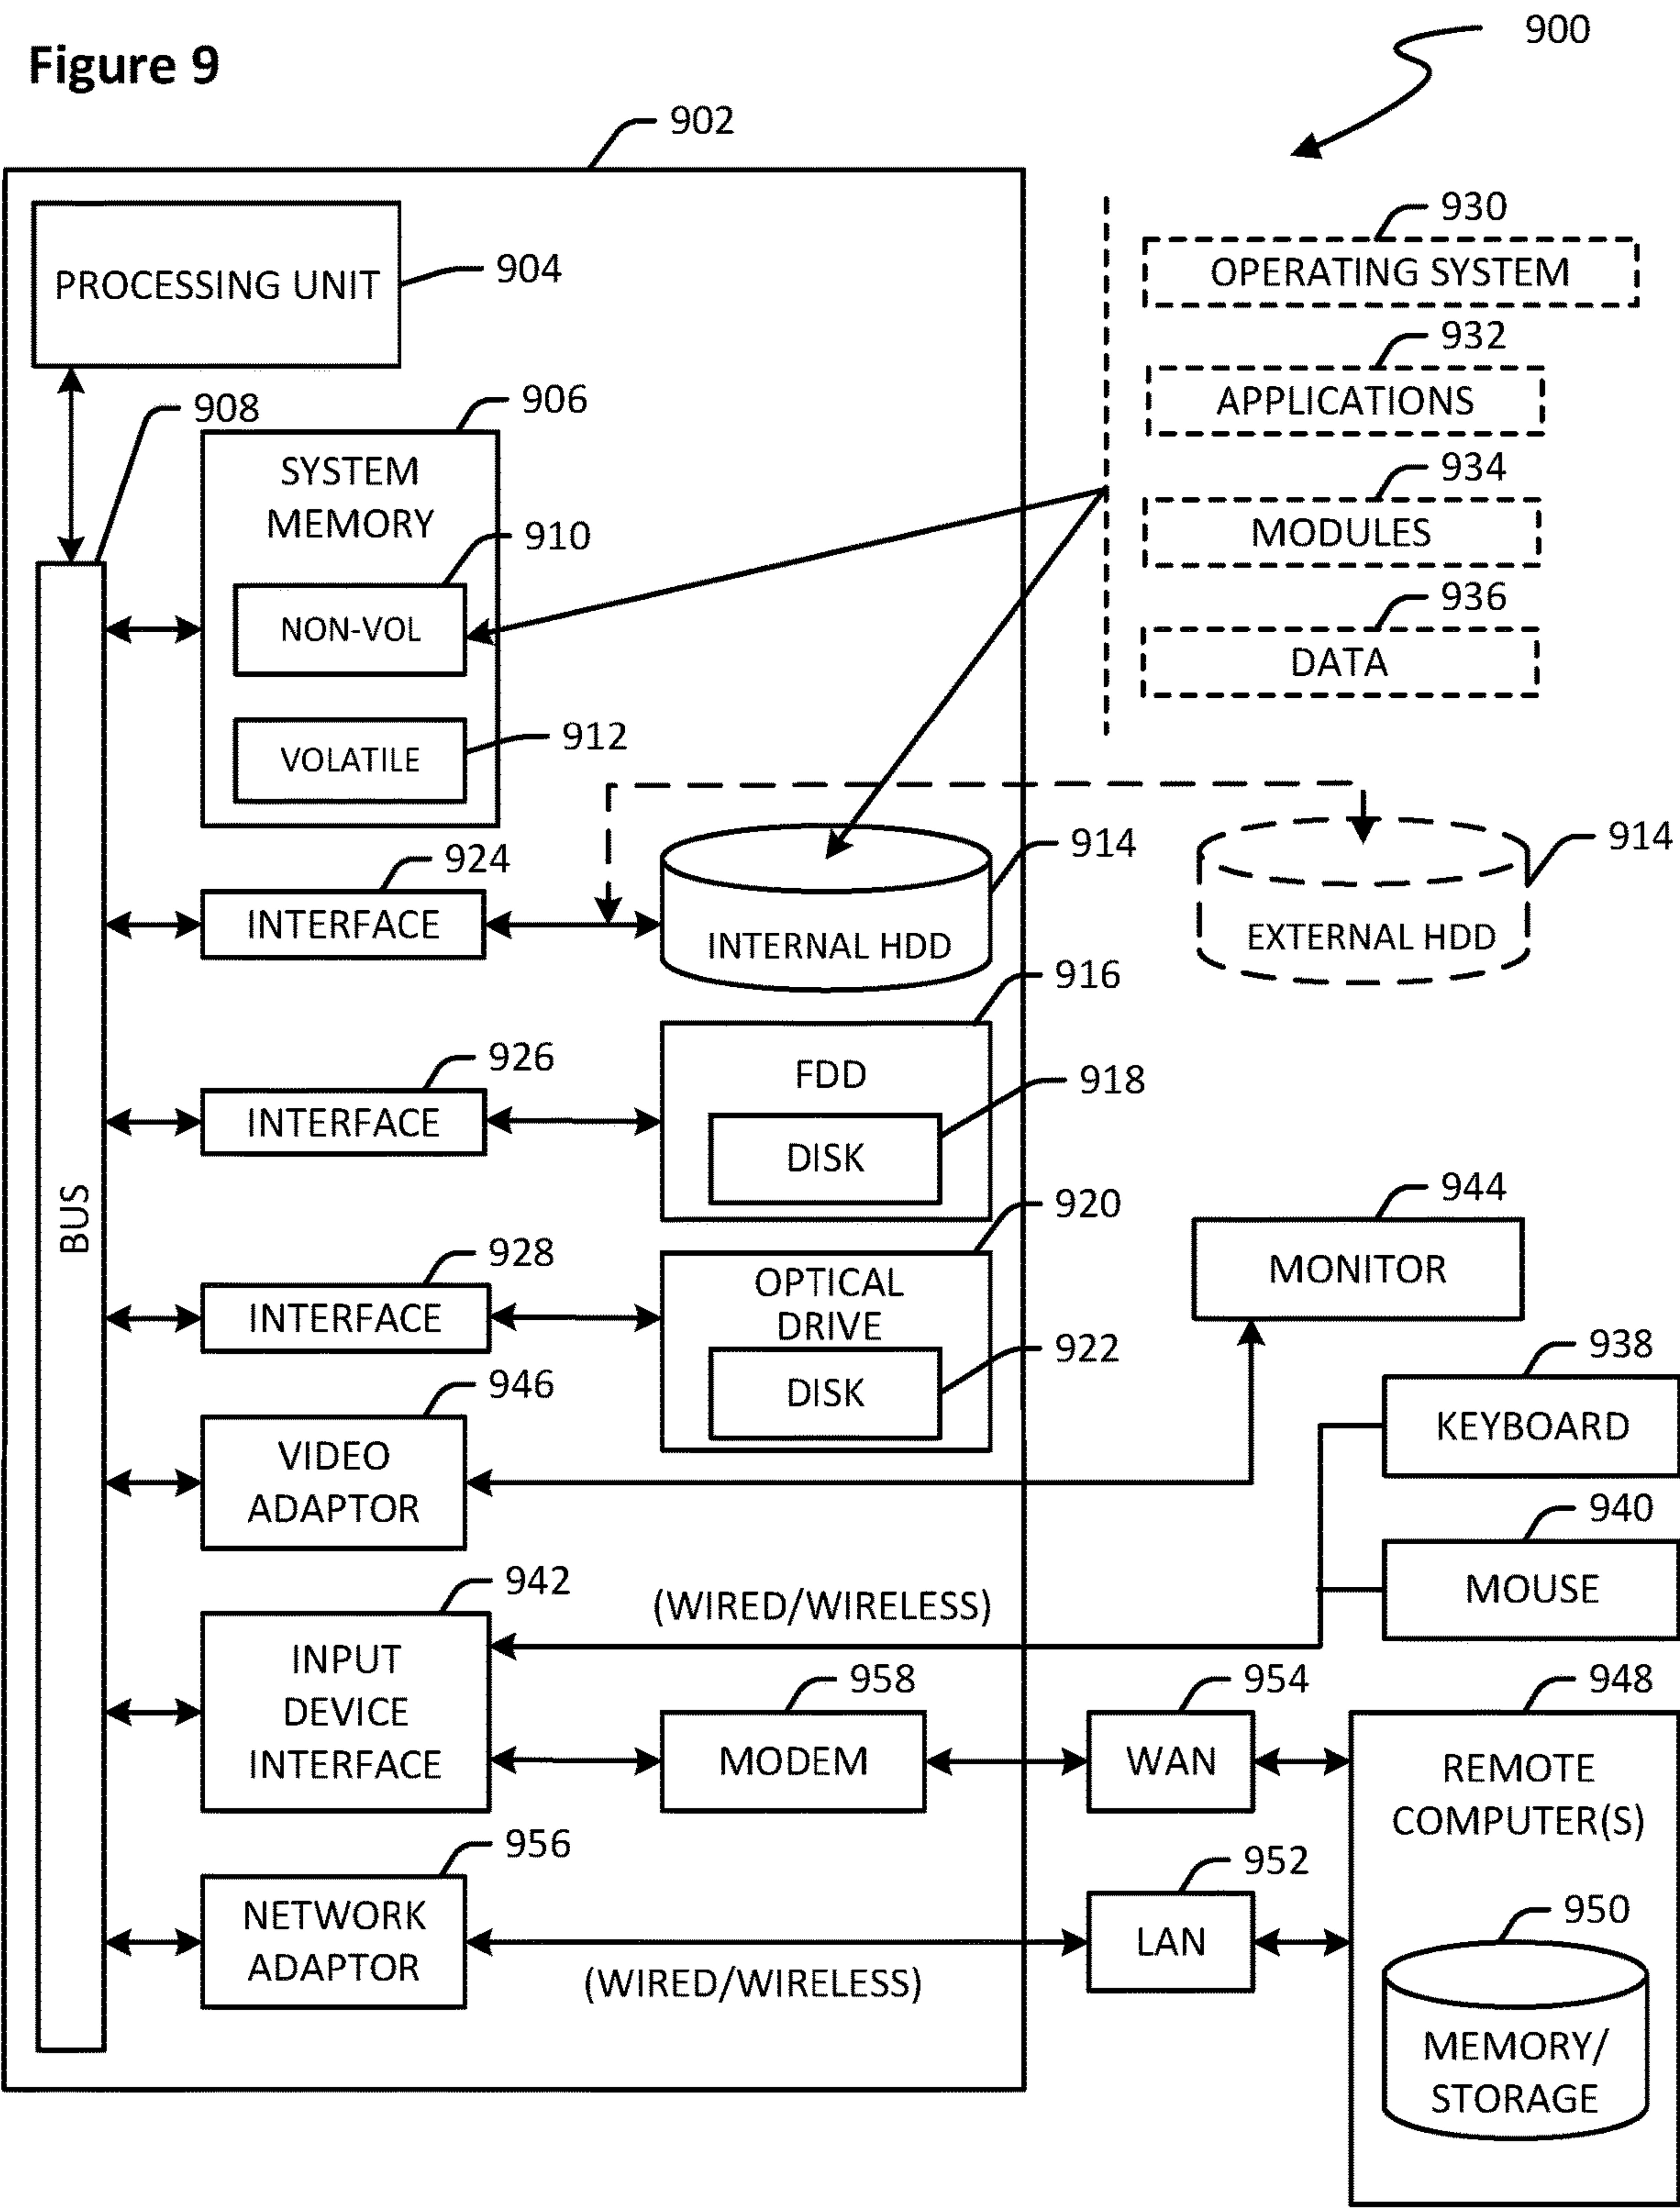 Figure 9
900
902
PROCESSING UNIT
904
930
OPERATING SYSTEM
932
APPLICATIONS
934
MODULES
936
DATA
908
906
SYSTEM
MEMORY
910
NON-VOL
912
VOLATILE
924
INTERFACE
914
INTERNAL HDD
914
EXTERNAL HDD
916
FDD
926
INTERFACE
918
DISK
BUS
920
OPTICAL
DRIVE
928
INTERFACE
922
DISK
944
MONITOR
946
VIDEO
ADAPTOR
938
KEYBOARD
940
MOUSE
942
INPUT
DEVICE
INTERFACE
(WIRED/WIRELESS)
958
MODEM
954
WAN
948
REMOTE
COMPUTER(S)
956
NETWORK
ADAPTOR
(WIRED/WIRELESS)
952
LAN
950
MEMORY/
STORAGE